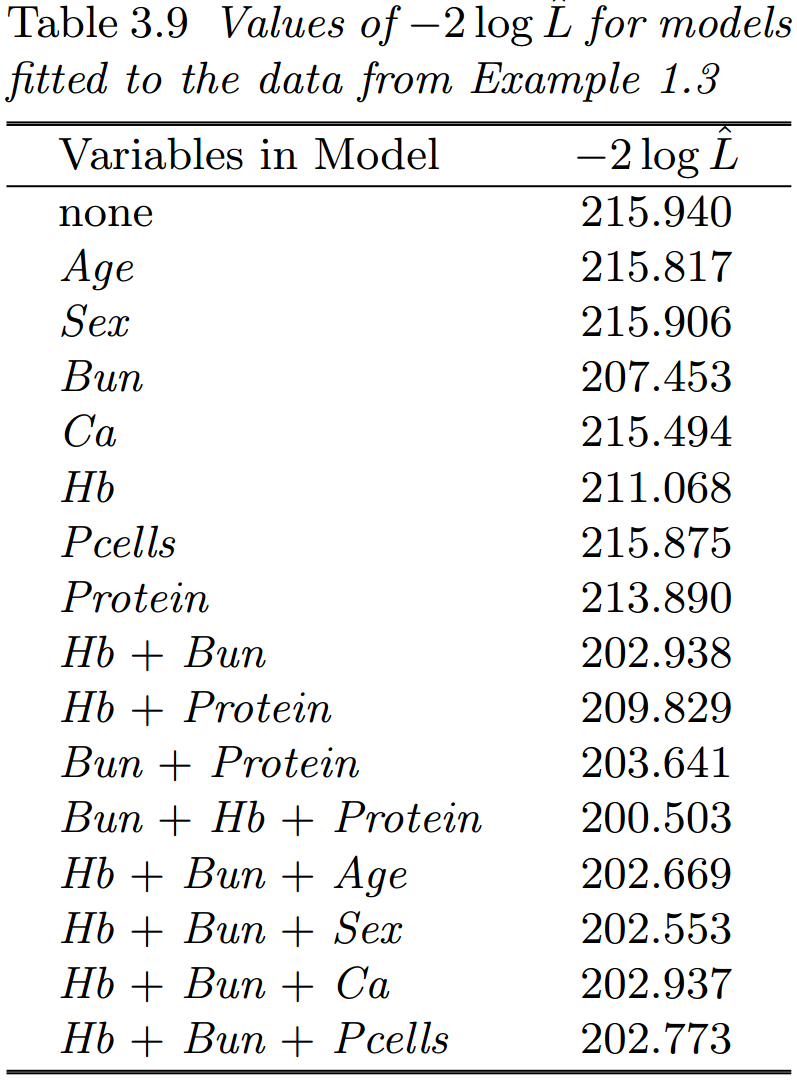 Table 3.9 Values of −2 log L̂ for models
fitted to the data from Example 1.3
Variables in Model −2 log L̂
none 215.940
Age 215.817
Sex 215.906
Bun 207.453
Ca 215.494
Hb 211.068
Pcells 215.875
Protein 213.890
Hb + Bun 202.938
Hb + Protein 209.829
Bun + Protein 203.641
Bun + Hb + Protein 200.503
Hb + Bun + Age 202.669
Hb + Bun + Sex 202.553
Hb + Bun + Ca 202.937
Hb + Bun + Pcells 202.773